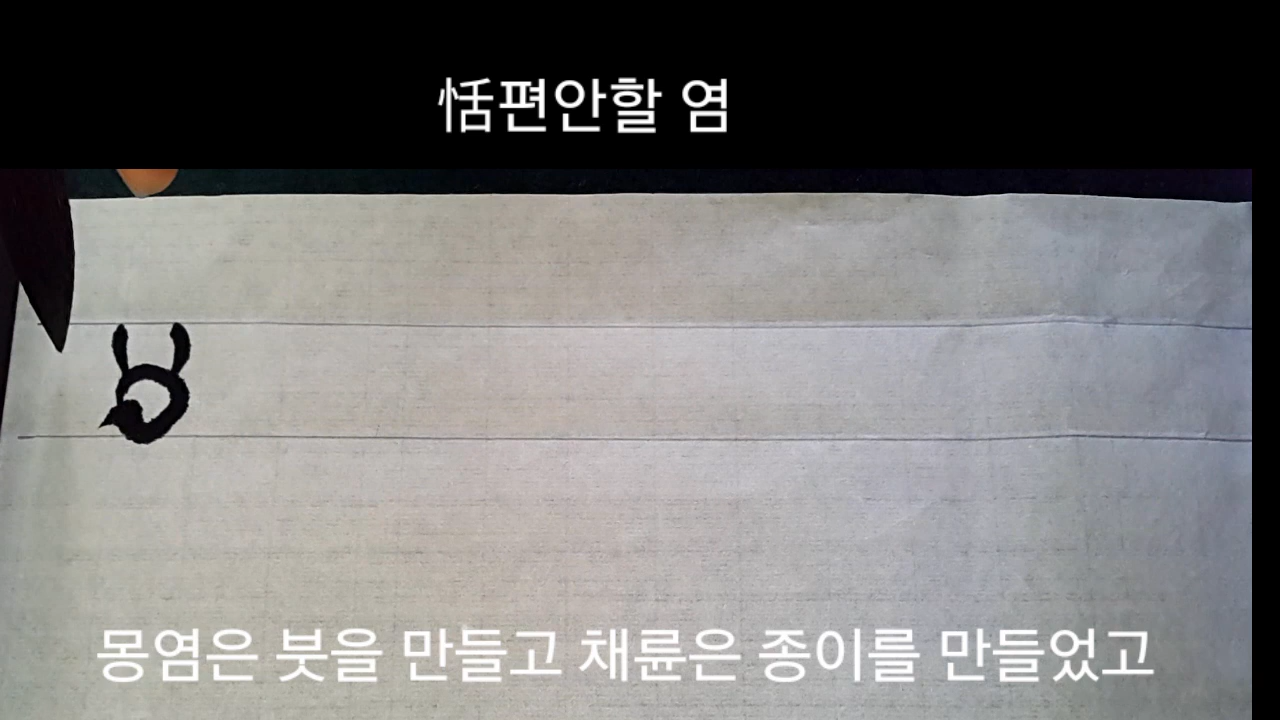 恬편안할 염
몽염은 붓을 만들고 채륜은 종이를 만들었고